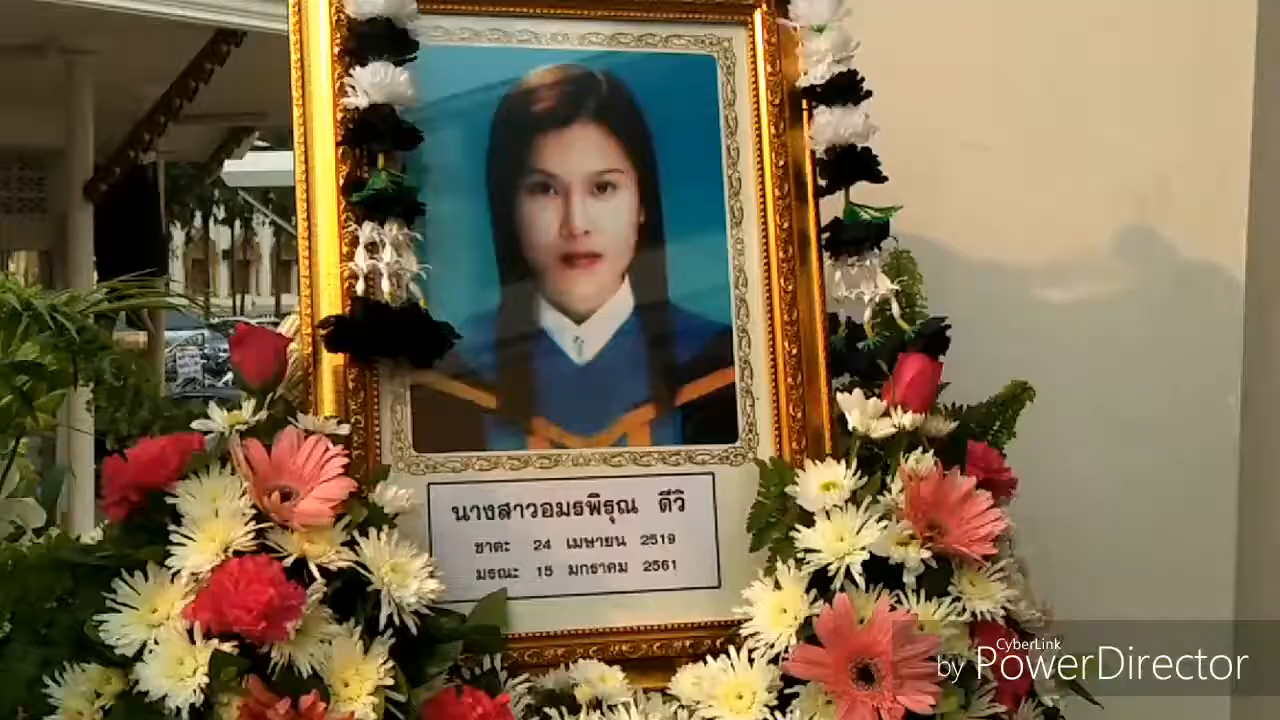 นางสาวอมรพิรุณ ดีวิ
ชาตะ 24 เมษายน 2519
มรณะ 15 มกราคม 2561
CyberLink
by PowerDirector